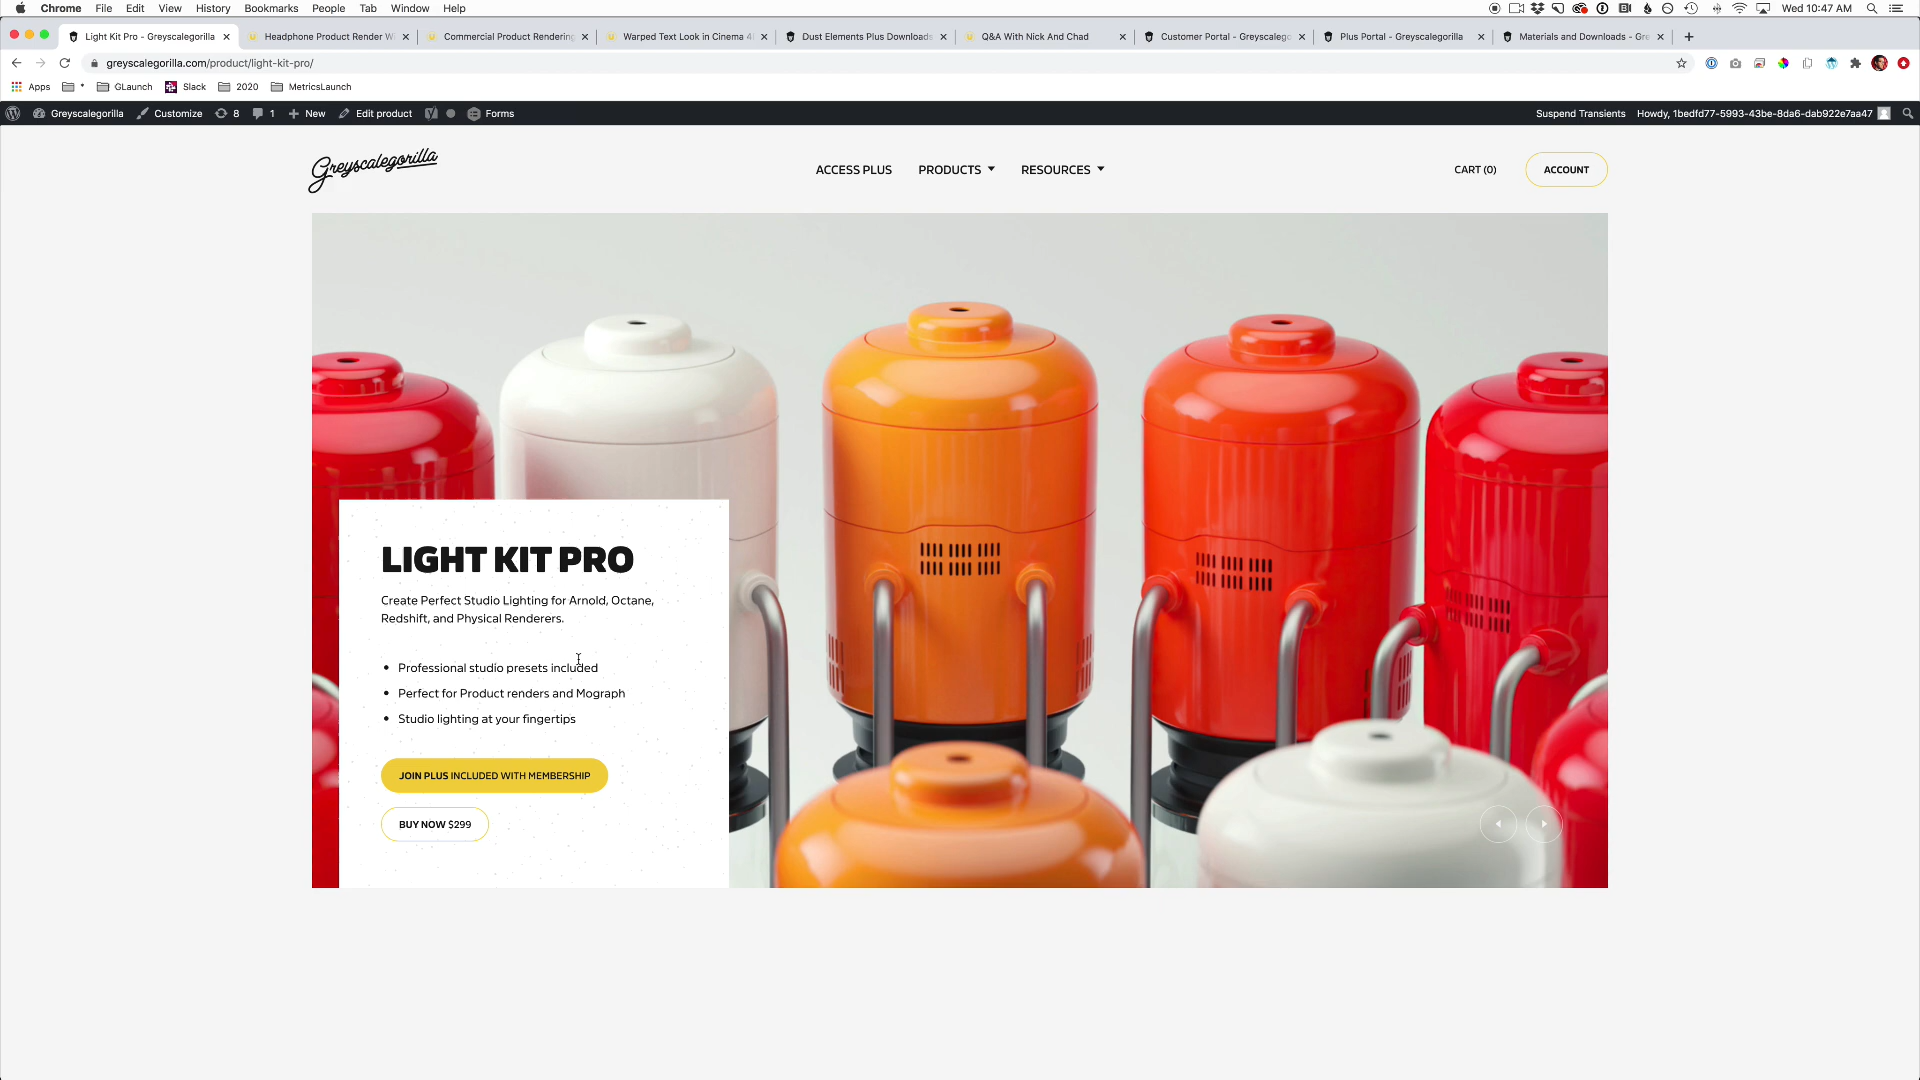 Chrome File Edit View History Bookmarks People Tab Window Help Wed 10:47 AM
Light Kit Pro - Greyscalegorilla Headphone Product Render Wi Commercial Product Rendering Warped Text Look in Cinema 4 Dust Elements Plus Downloads Q&A With Nick And Chad Customer Portal - Greyscalego Plus Portal - Greyscalegorilla Materials and Downloads - Gre
greyscalegorilla.com/product/light-kit-pro/
Apps * GLaunch Slack 2020 MetricsLaunch
Greyscalegorilla Customize 8 1 New Edit product Forms Suspend Transients Howdy, 1bedfd77-5993-43be-8da6-dab922e7aa47
Greyscalegorilla
ACCESS PLUS PRODUCTS RESOURCES CART (0) ACCOUNT
LIGHT KIT PRO
Create Perfect Studio Lighting for Arnold, Octane,
Redshift, and Physical Renderers.
• Professional studio presets included
• Perfect for Product renders and Mograph
• Studio lighting at your fingertips
JOIN PLUS INCLUDED WITH MEMBERSHIP
BUY NOW $299